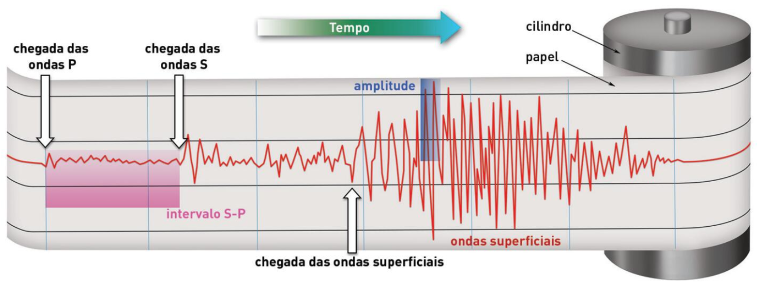 Tempo
cilindro
papel
chegada das
ondas P
chegada das
ondas S
amplitude
intervalo S-P
ondas superficiais
chegada das ondas superficiais